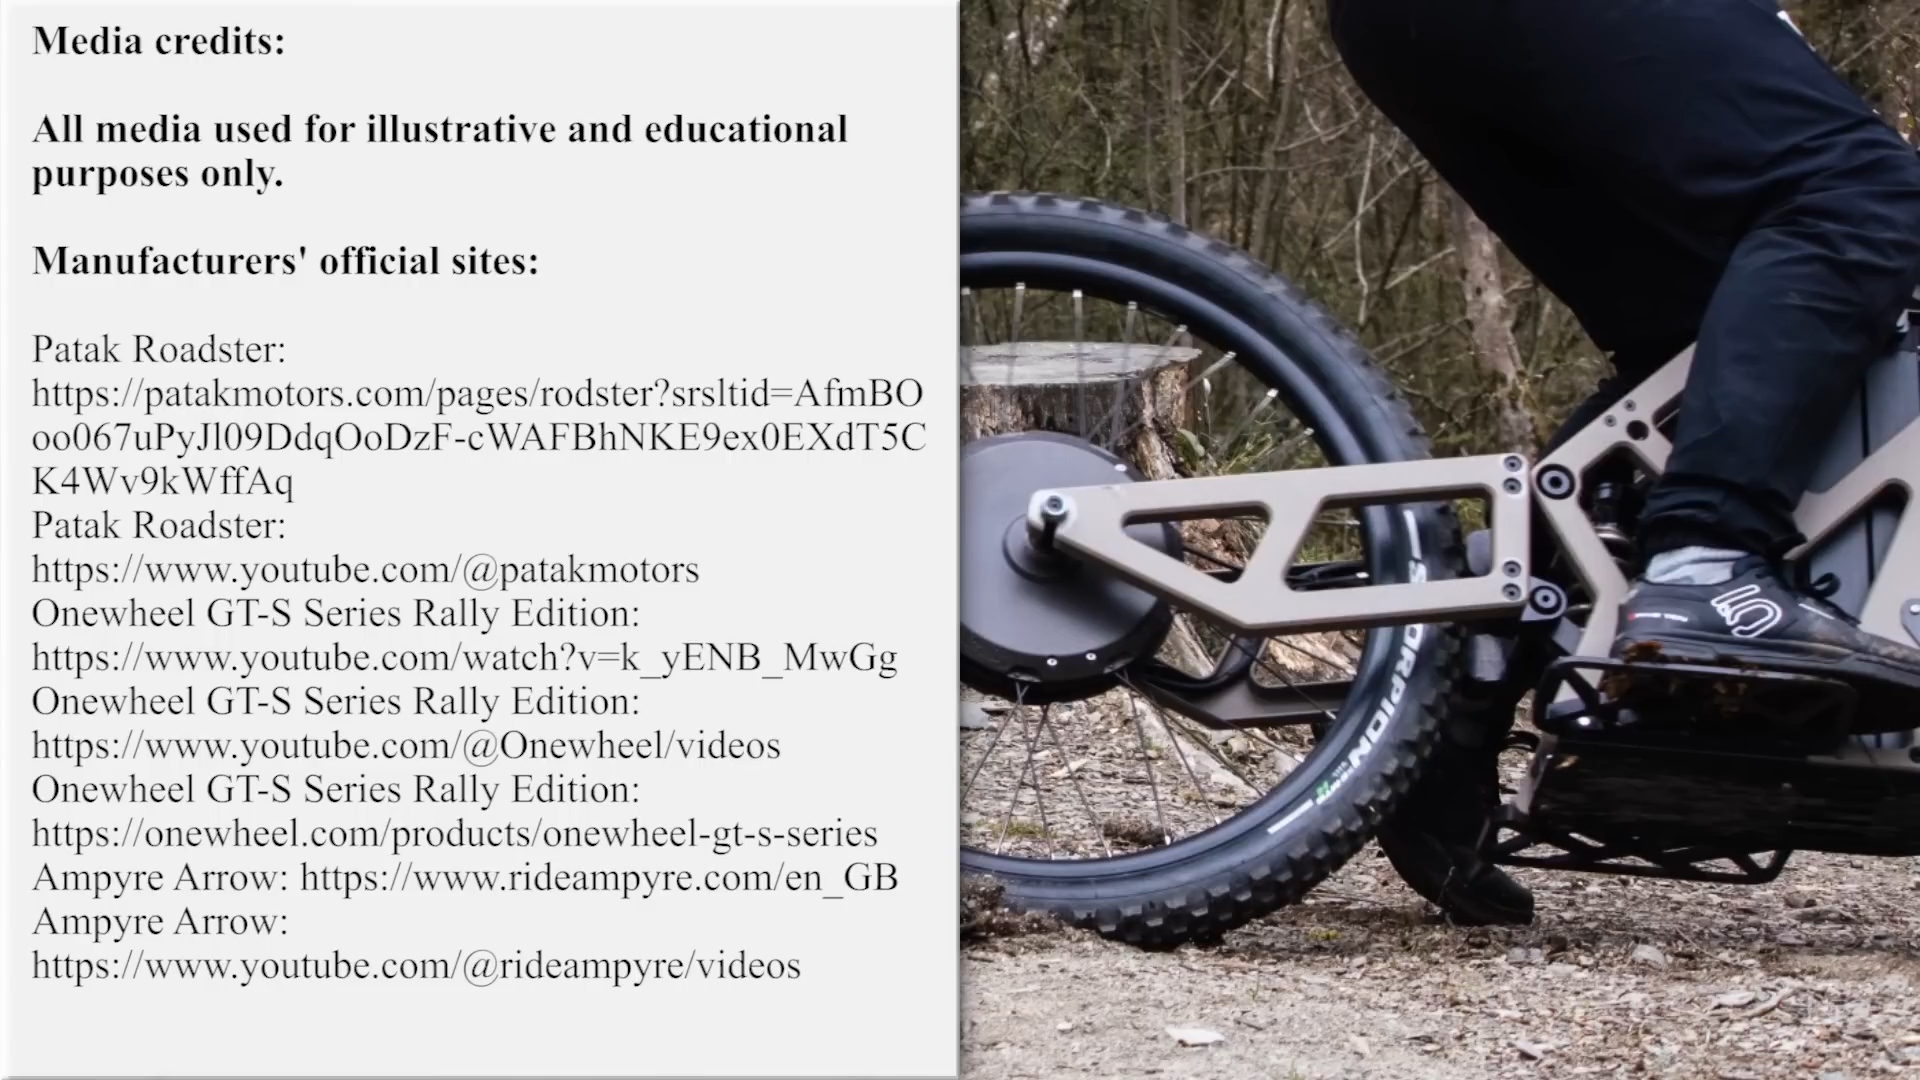 Media credits:
All media used for illustrative and educational
purposes only.
Manufacturers' official sites:
Patak Roadster:
https://patakmotors.com/pages/rodster?srsltid=AfmBO
oo067uPyJl09DdqOoDzF-cWAFBhNKE9ex0EXdT5C
K4Wv9kWffAq
Patak Roadster:
https://www.youtube.com/@patakmotors
Onewheel GT-S Series Rally Edition:
https://www.youtube.com/watch?v=k_yENB_MwGg
Onewheel GT-S Series Rally Edition:
https://www.youtube.com/@Onewheel/videos
Onewheel GT-S Series Rally Edition:
https://onewheel.com/products/onewheel-gt-s-series
Ampyre Arrow: https://www.rideampyre.com/en_GB
Ampyre Arrow:
https://www.youtube.com/@rideampyre/videos
SCORPION